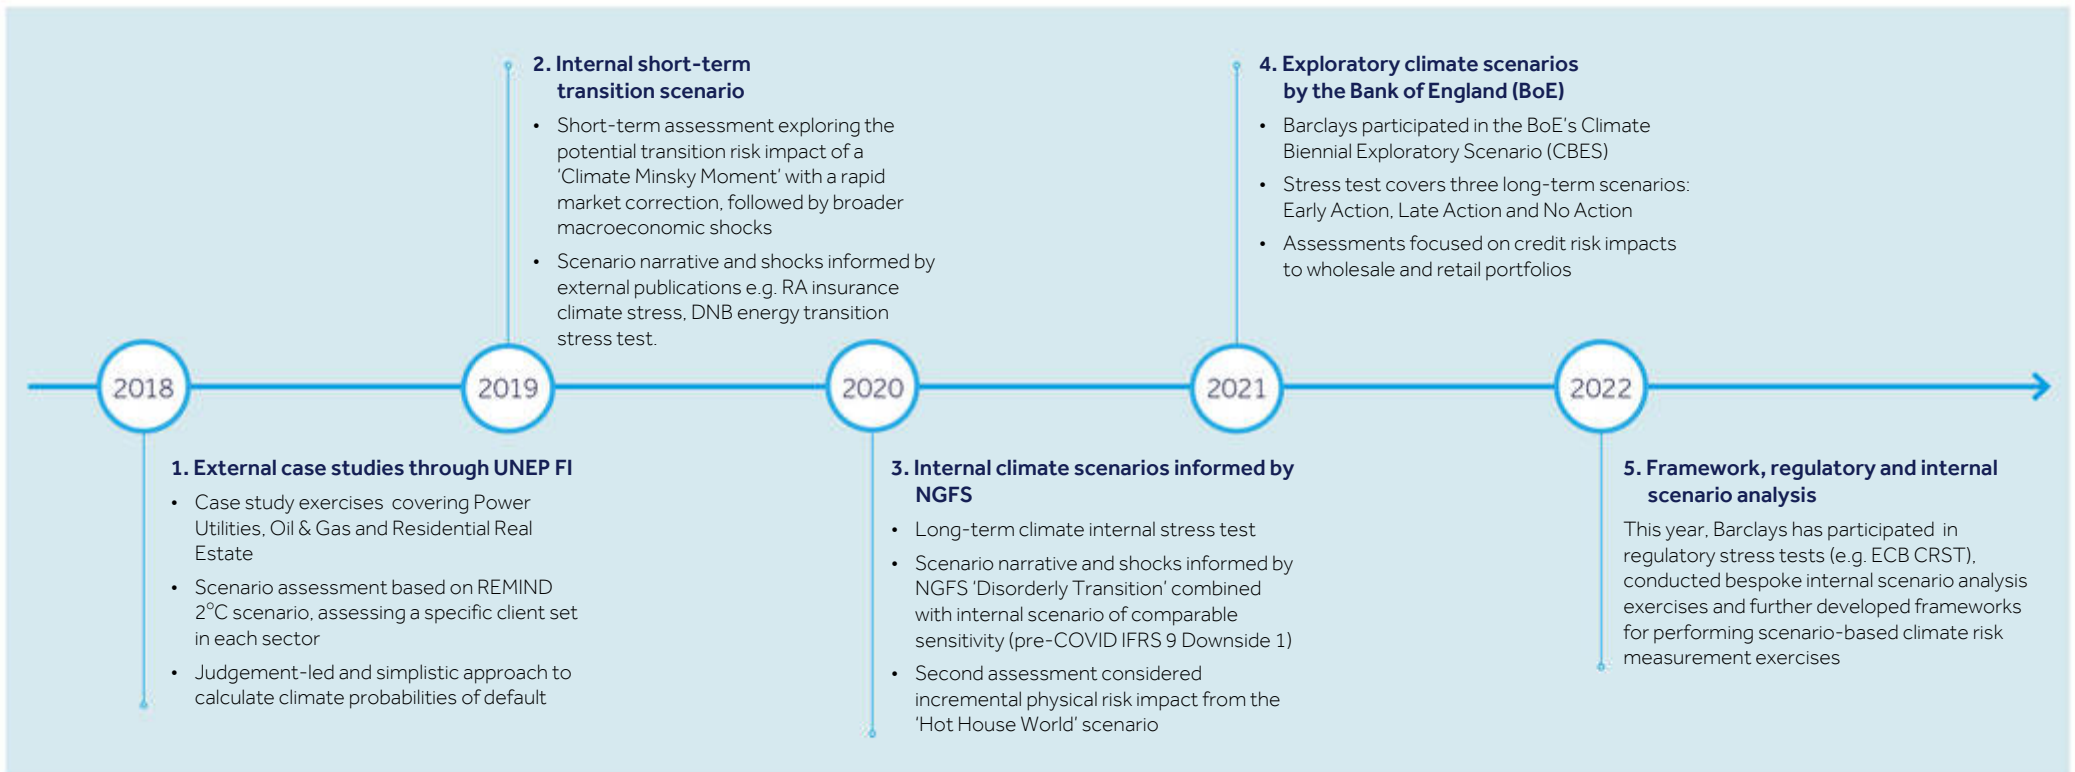 2018
1. External case studies through UNEP FI
• Case study exercises covering Power
Utilities, Oil & Gas and Residential Real
Estate
• Scenario assessment based on REMIND
2°C scenario, assessing a specific client set
in each sector
• Judgement-led and simplistic approach to
calculate climate probabilities of default
2019
2. Internal short-term
transition scenario
• Short-term assessment exploring the
potential transition risk impact of a
'Climate Minsky Moment' with a rapid
market correction, followed by broader
macroeconomic shocks
• Scenario narrative and shocks informed by
external publications e.g. RA insurance
climate stress, DNB energy transition
stress test.
2020
3. Internal climate scenarios informed by
NGFS
• Long-term climate internal stress test
• Scenario narrative and shocks informed by
NGFS 'Disorderly Transition' combined
with internal scenario of comparable
sensitivity (pre-COVID IFRS 9 Downside 1)
• Second assessment considered
incremental physical risk impact from the
'Hot House World' scenario
2021
4. Exploratory climate scenarios
by the Bank of England (BoE)
• Barclays participated in the BoE's Climate
Biennial Exploratory Scenario (CBES)
• Stress test covers three long-term scenarios:
Early Action, Late Action and No Action
• Assessments focused on credit risk impacts
to wholesale and retail portfolios
2022
5. Framework, regulatory and internal
scenario analysis
This year, Barclays has participated in
regulatory stress tests (e.g. ECB CRST),
conducted bespoke internal scenario analysis
exercises and further developed frameworks
for performing scenario-based climate risk
measurement exercises